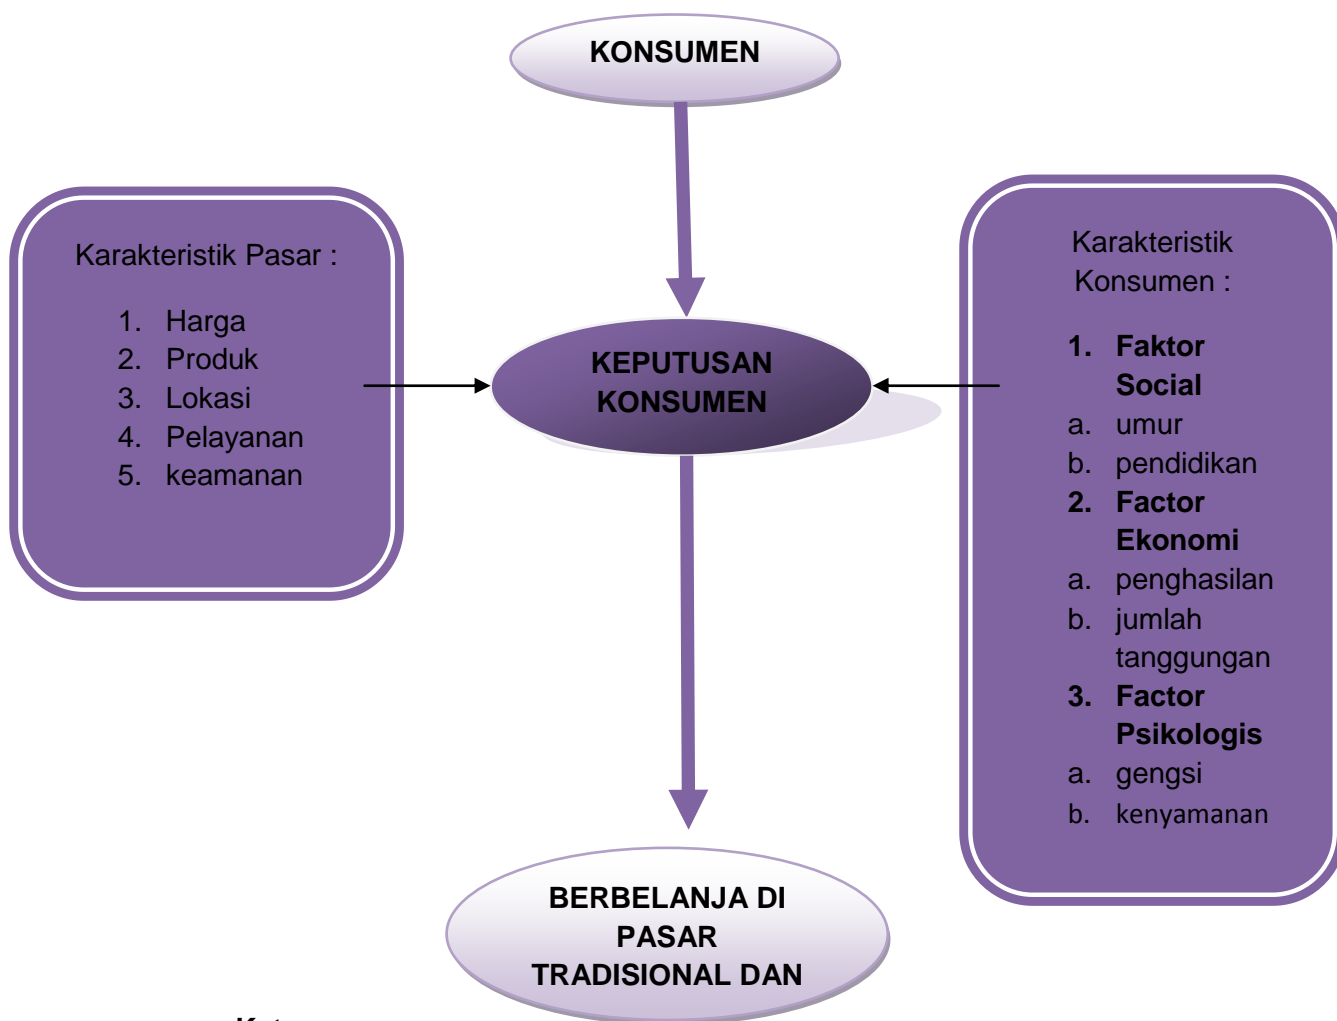 KONSUMEN
Karakteristik Pasar :
1. Harga
2. Produk
3. Lokasi
4. Pelayanan
5. keamanan
KEPUTUSAN
KONSUMEN
Karakteristik
Konsumen :
1. Faktor
Social
a. umur
b. pendidikan
2. Factor
Ekonomi
a. penghasilan
b. jumlah
tanggungan
3. Factor
Psikologis
a. gengsi
b. kenyamanan
BERBELANJA DI
PASAR
TRADISIONAL DAN